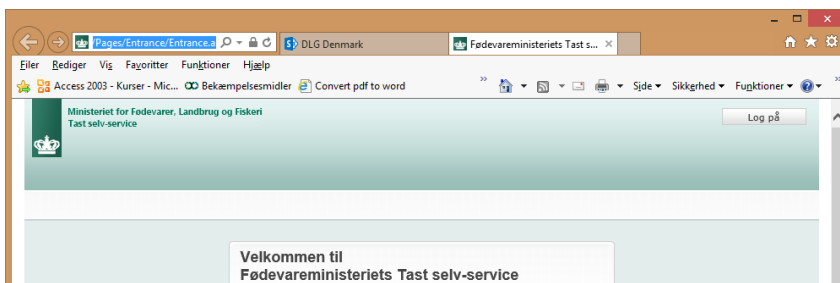 /Pages/Entrance/Entrance.a
DLG Denmark
Fødevareministeriets Tast s...
Filer Rediger Vis Favoritter Funktioner Hjælp
Access 2003 - Kurser - Mic... Bekæmpelsesmidler Convert pdf to word
Side Sikkerhed Funktioner
Ministeriet for Fødevarer, Landbrug og Fiskeri
Tast selv-service
Log på
Velkommen til
Fødevareministeriets Tast selv-service